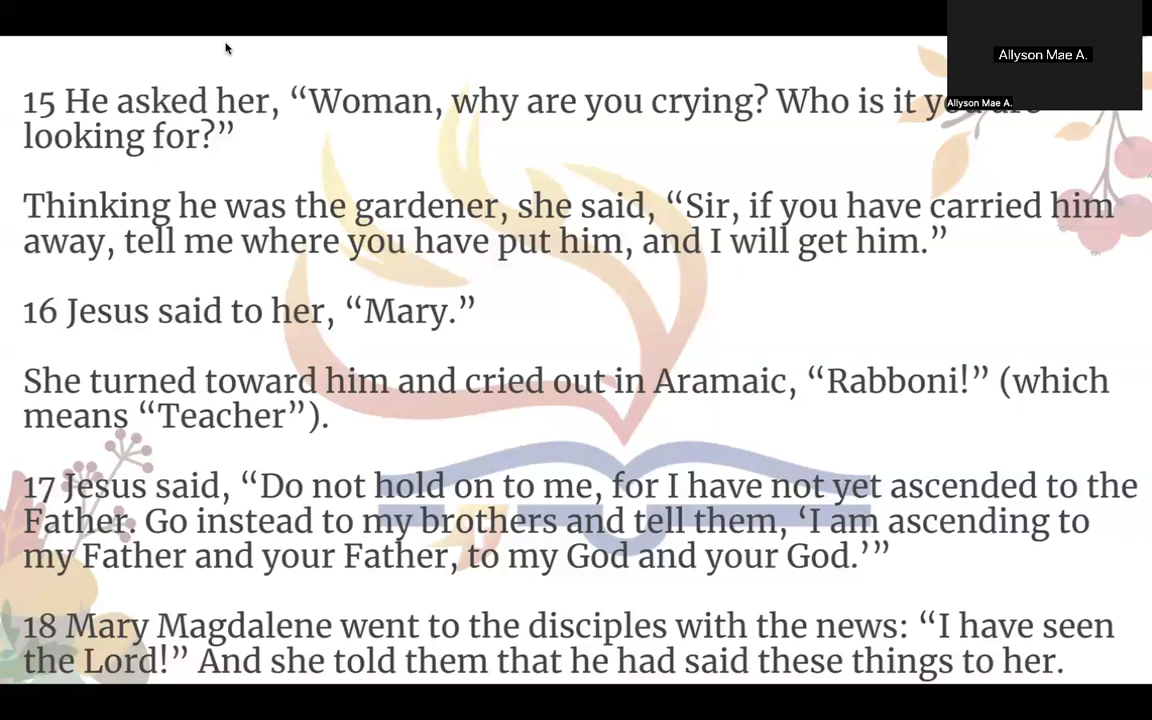 Allyson Mae A.
Allyson Mae A.
15 He asked her, “Woman, why are you crying? Who is it you are
looking for?”
Thinking he was the gardener, she said, “Sir, if you have carried him
away, tell me where you have put him, and I will get him.”
16 Jesus said to her, “Mary.”
She turned toward him and cried out in Aramaic, “Rabboni!” (which
means “Teacher”).
17 Jesus said, “Do not hold on to me, for I have not yet ascended to the
Father. Go instead to my brothers and tell them, ‘I am ascending to
my Father and your Father, to my God and your God.’”
18 Mary Magdalene went to the disciples with the news: “I have seen
the Lord!” And she told them that he had said these things to her.